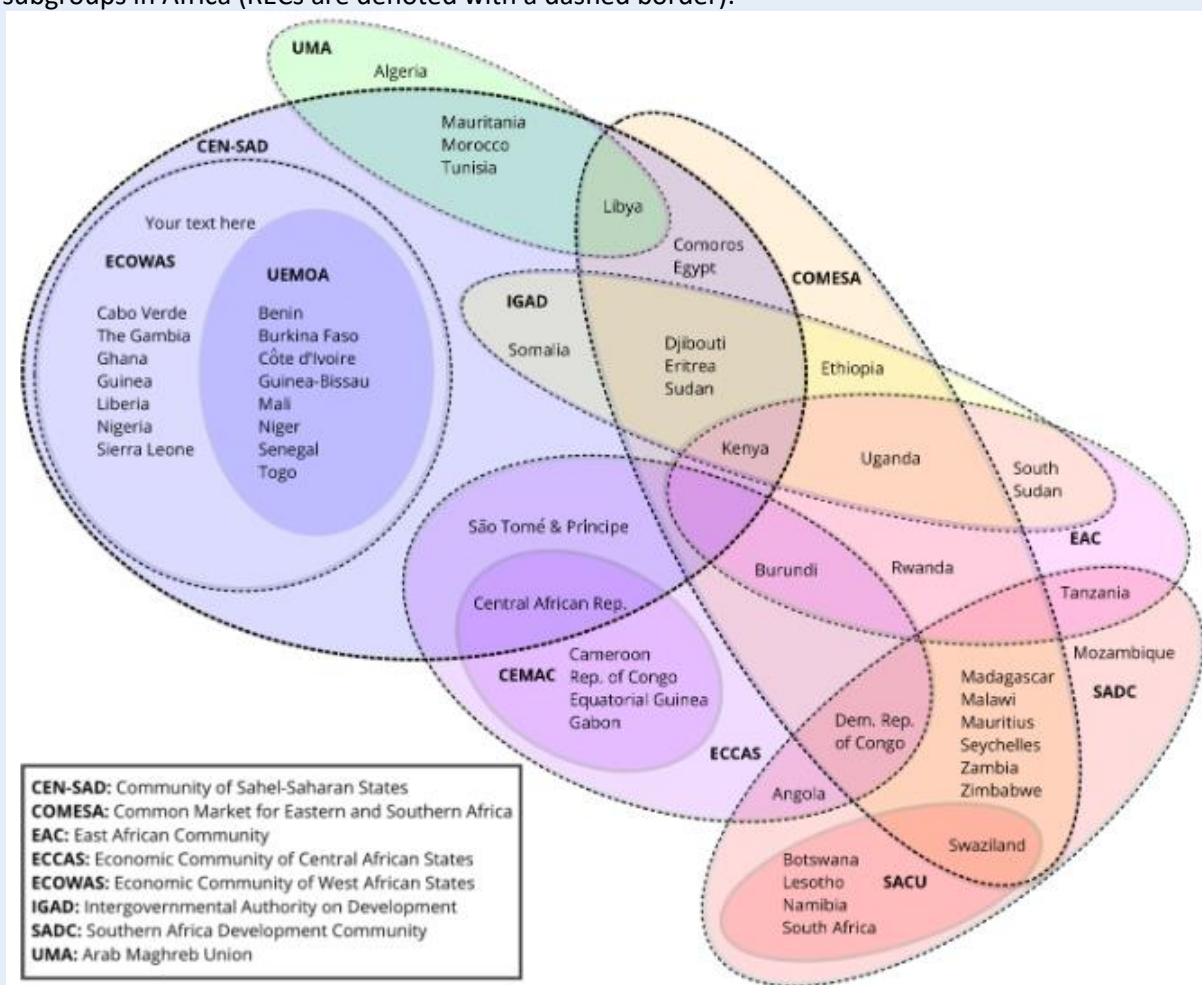 subgroups in Africa (RECs are denoted with a dashed border):
UMA
Algeria
Mauritania
Morocco
Tunisia
CEN-SAD
Libya
Your text here
ECOWAS
UEMOA
Cabo Verde
The Gambia
Ghana
Guinea
Liberia
Nigeria
Sierra Leone
Benin
Burkina Faso
Côte d'Ivoire
Guinea-Bissau
Mali
Niger
Senegal
Togo
Comoros
Egypt
COMESA
IGAD
Somalia
Djibouti
Eritrea
Sudan
Ethiopia
Kenya
Uganda
South
Sudan
EAC
São Tomé & Príncipe
Burundi
Rwanda
Tanzania
Central African Rep.
CEMAC
Cameroon
Rep. of Congo
Equatorial Guinea
Gabon
ECCAS
Dem. Rep.
of Congo
Angola
Mozambique
SADC
Madagascar
Malawi
Mauritius
Seychelles
Zambia
Zimbabwe
Swaziland
Botswana
Lesotho
Namibia
South Africa
SACU
CEN-SAD: Community of Sahel-Saharan States
COMESA: Common Market for Eastern and Southern Africa
EAC: East African Community
ECCAS: Economic Community of Central African States
ECOWAS: Economic Community of West African States
IGAD: Intergovernmental Authority on Development
SADC: Southern Africa Development Community
UMA: Arab Maghreb Union